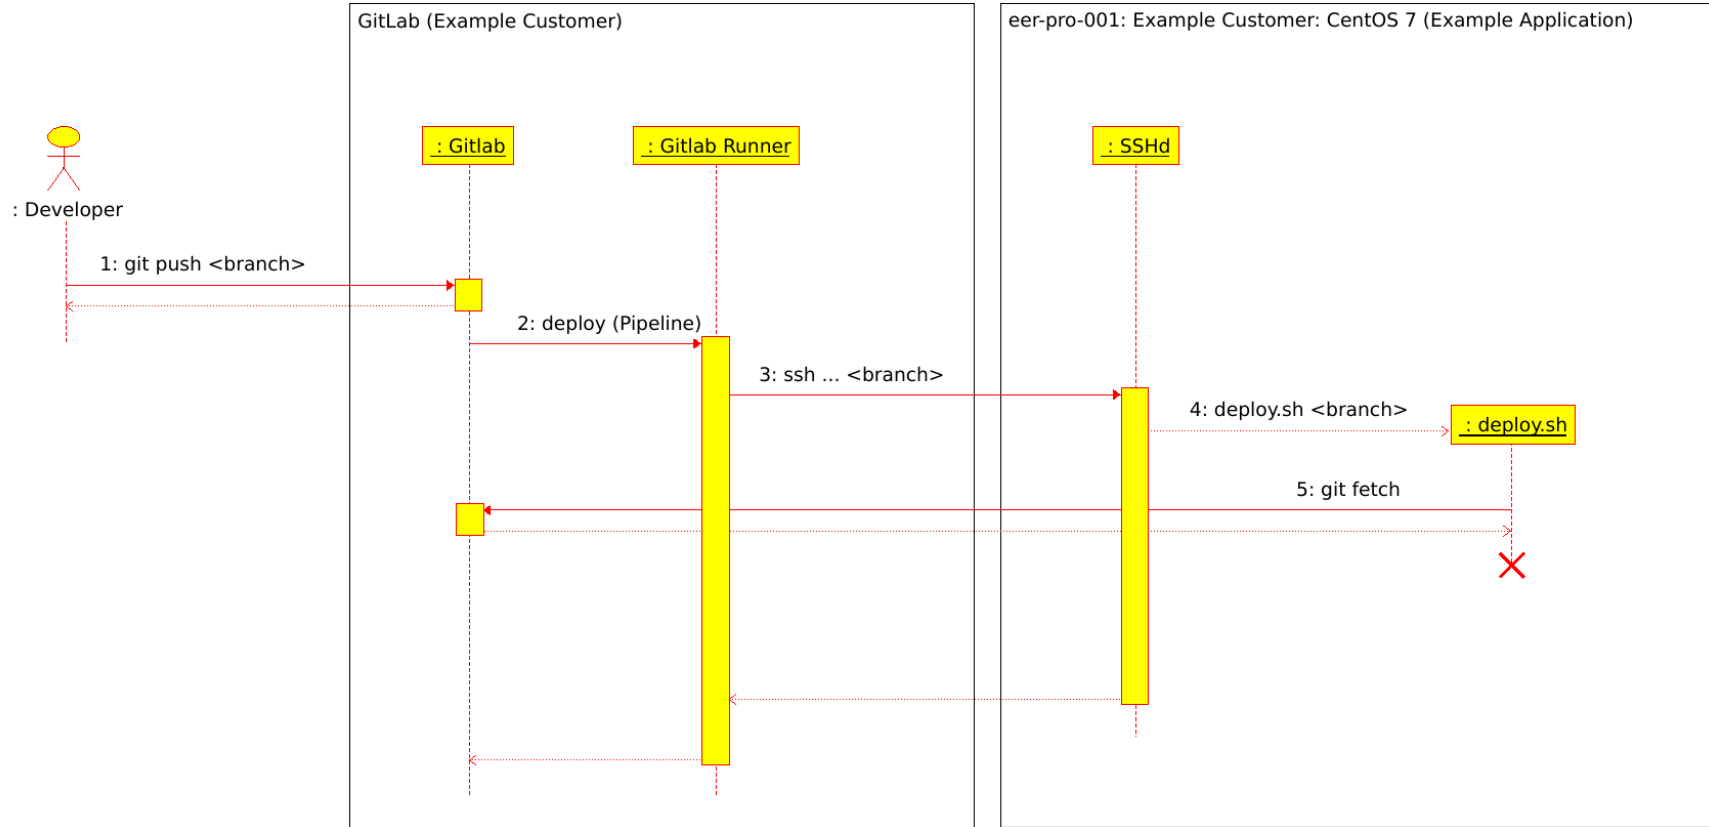 GitLab (Example Customer)
eer-pro-001: Example Customer: CentOS 7 (Example Application)
: Developer
: Gitlab
: Gitlab Runner
: SSHd
1: git push <branch>
2: deploy (Pipeline)
3: ssh ... <branch>
4: deploy.sh <branch>
: deploy.sh
5: git fetch